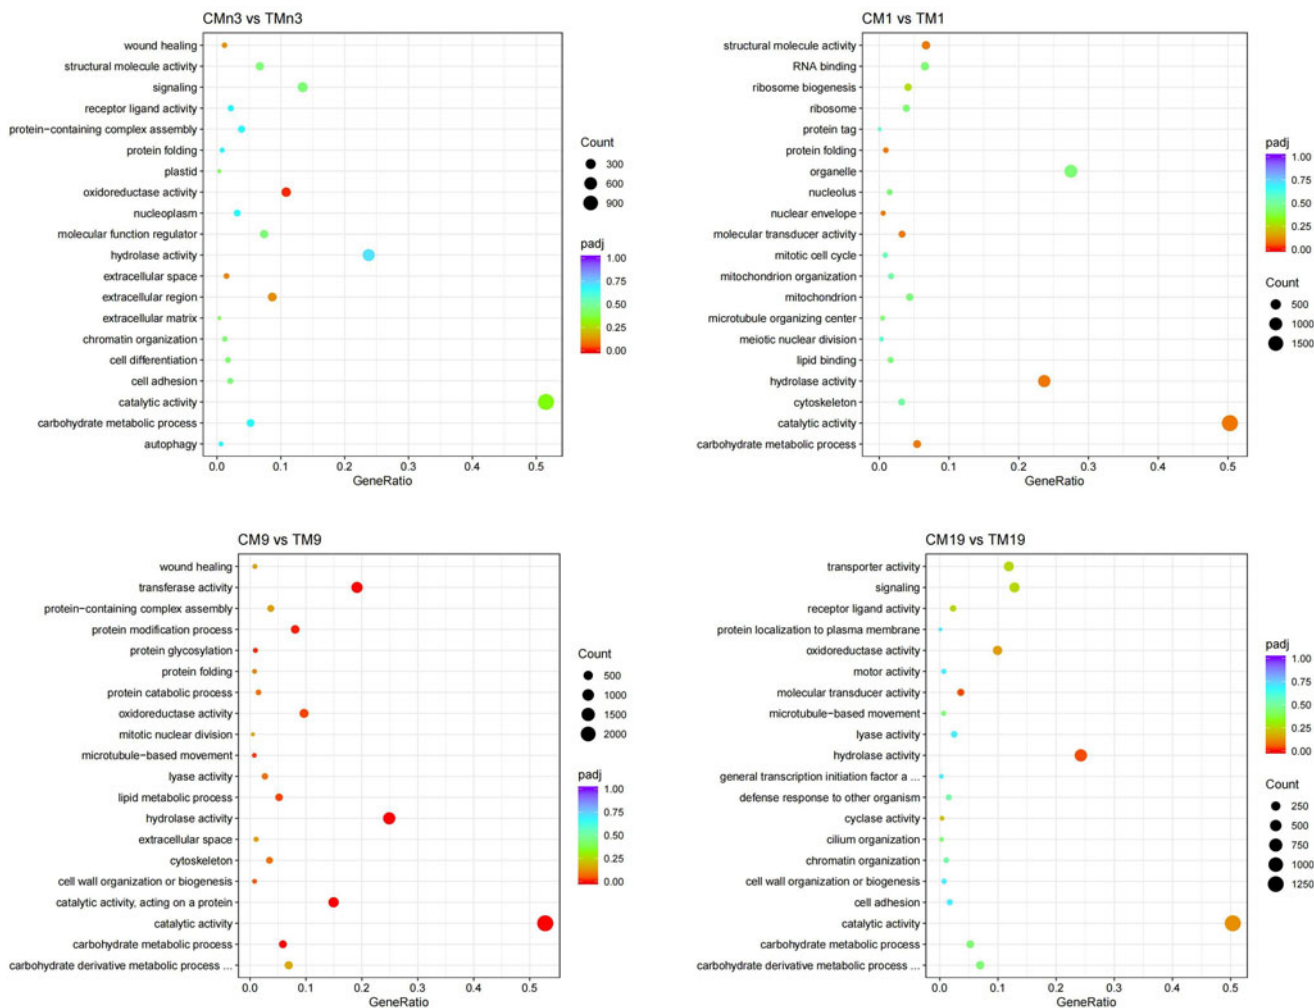 CMn3 vs TMn3
wound healing
structural molecule activity
signaling
receptor ligand activity
protein-containing complex assembly
protein folding
plastid
oxidoreductase activity
nucleoplasm
molecular function regulator
hydrolase activity
extracellular space
extracellular region
extracellular matrix
chromatin organization
cell differentiation
cell adhesion
catalytic activity
carbohydrate metabolic process
autophagy
0.0 0.1 0.2 0.3 0.4 0.5
GeneRatio
Count
300
600
900
padj
1.00
0.75
0.50
0.25
0.00
CM1 vs TM1
structural molecule activity
RNA binding
ribosome biogenesis
ribosome
protein tag
protein folding
organelle
nucleolus
nuclear envelope
molecular transducer activity
mitotic cell cycle
mitochondrion organization
mitochondrion
microtubule organizing center
meiotic nuclear division
lipid binding
hydrolase activity
cytoskeleton
catalytic activity
carbohydrate metabolic process
0.0 0.1 0.2 0.3 0.4 0.5
GeneRatio
padj
1.00
0.75
0.50
0.25
0.00
Count
500
1000
1500
CM9 vs TM9
wound healing
transferase activity
protein-containing complex assembly
protein modification process
protein glycosylation
protein folding
protein catabolic process
oxidoreductase activity
mitotic nuclear division
microtubule-based movement
lyase activity
lipid metabolic process
hydrolase activity
extracellular space
cytoskeleton
cell wall organization or biogenesis
catalytic activity, acting on a protein
catalytic activity
carbohydrate metabolic process
carbohydrate derivative metabolic process ...
0.0 0.1 0.2 0.3 0.4 0.5
GeneRatio
Count
500
1000
1500
2000
padj
1.00
0.75
0.50
0.25
0.00
CM19 vs TM19
transporter activity
signaling
receptor ligand activity
protein localization to plasma membrane
oxidoreductase activity
motor activity
molecular transducer activity
microtubule-based movement
lyase activity
hydrolase activity
general transcription initiation factor a ...
defense response to other organism
cyclase activity
cilium organization
chromatin organization
cell wall organization or biogenesis
cell adhesion
catalytic activity
carbohydrate metabolic process
carbohydrate derivative metabolic process ...
0.0 0.1 0.2 0.3 0.4 0.5
GeneRatio
padj
1.00
0.75
0.50
0.25
0.00
Count
250
500
750
1000
1250